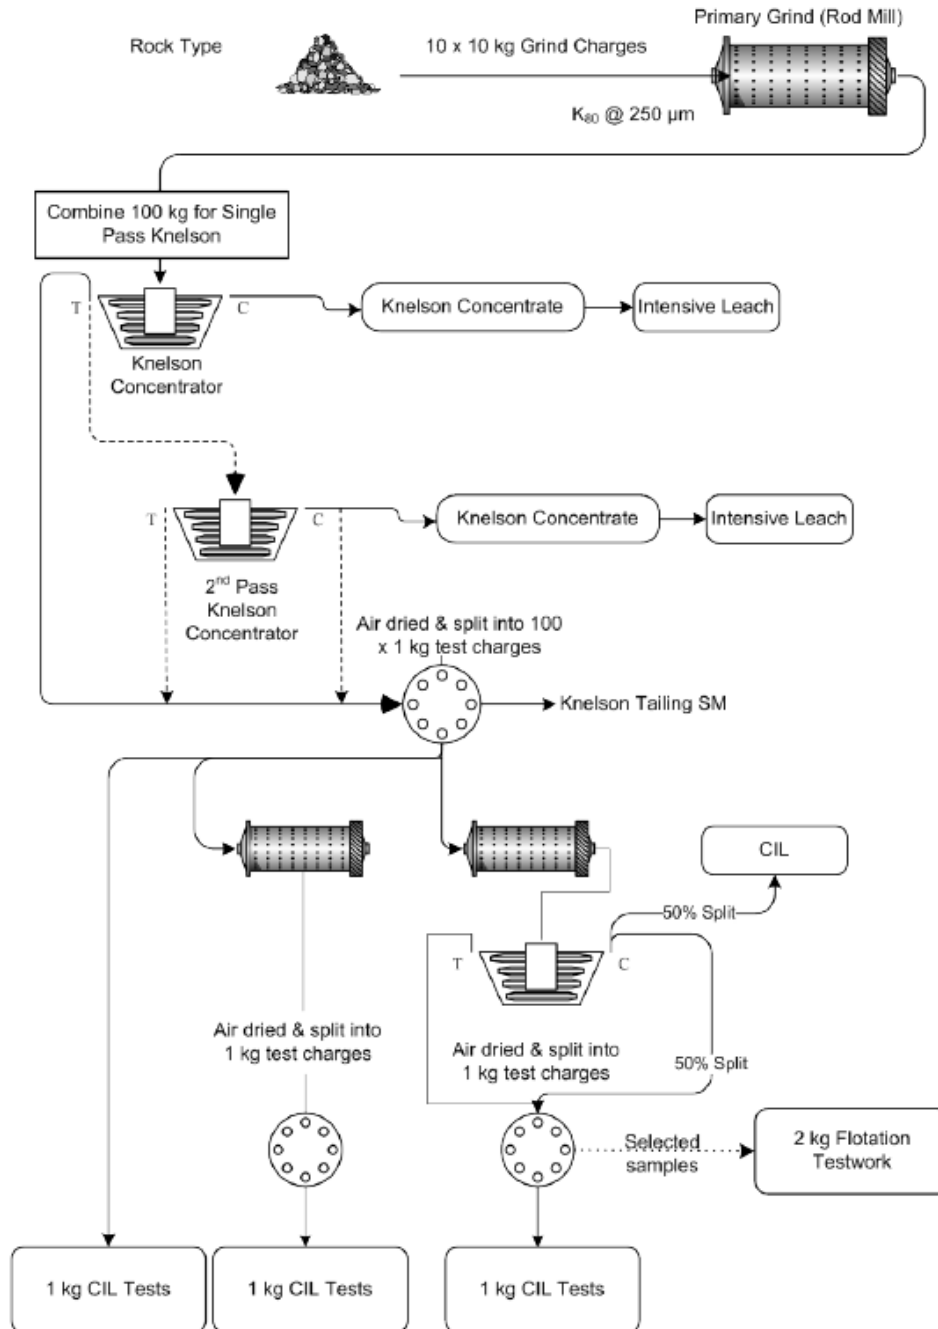 Primary Grind (Rod Mill)
Rock Type
10 x 10 kg Grind Charges
K80 @ 250 µm
Combine 100 kg for Single
Pass Knelson
T
C
Knelson Concentrate
Intensive Leach
Knelson
Concentrator
T
C
Knelson Concentrate
Intensive Leach
2nd Pass
Knelson
Concentrator
Air dried & split into 100
x 1 kg test charges
Knelson Tailing SM
CIL
50% Split
T
C
Air dried & split into
1 kg test charges
Air dried & split into
1 kg test charges
50% Split
Selected
samples
2 kg Flotation
Testwork
1 kg CIL Tests
1 kg CIL Tests
1 kg CIL Tests